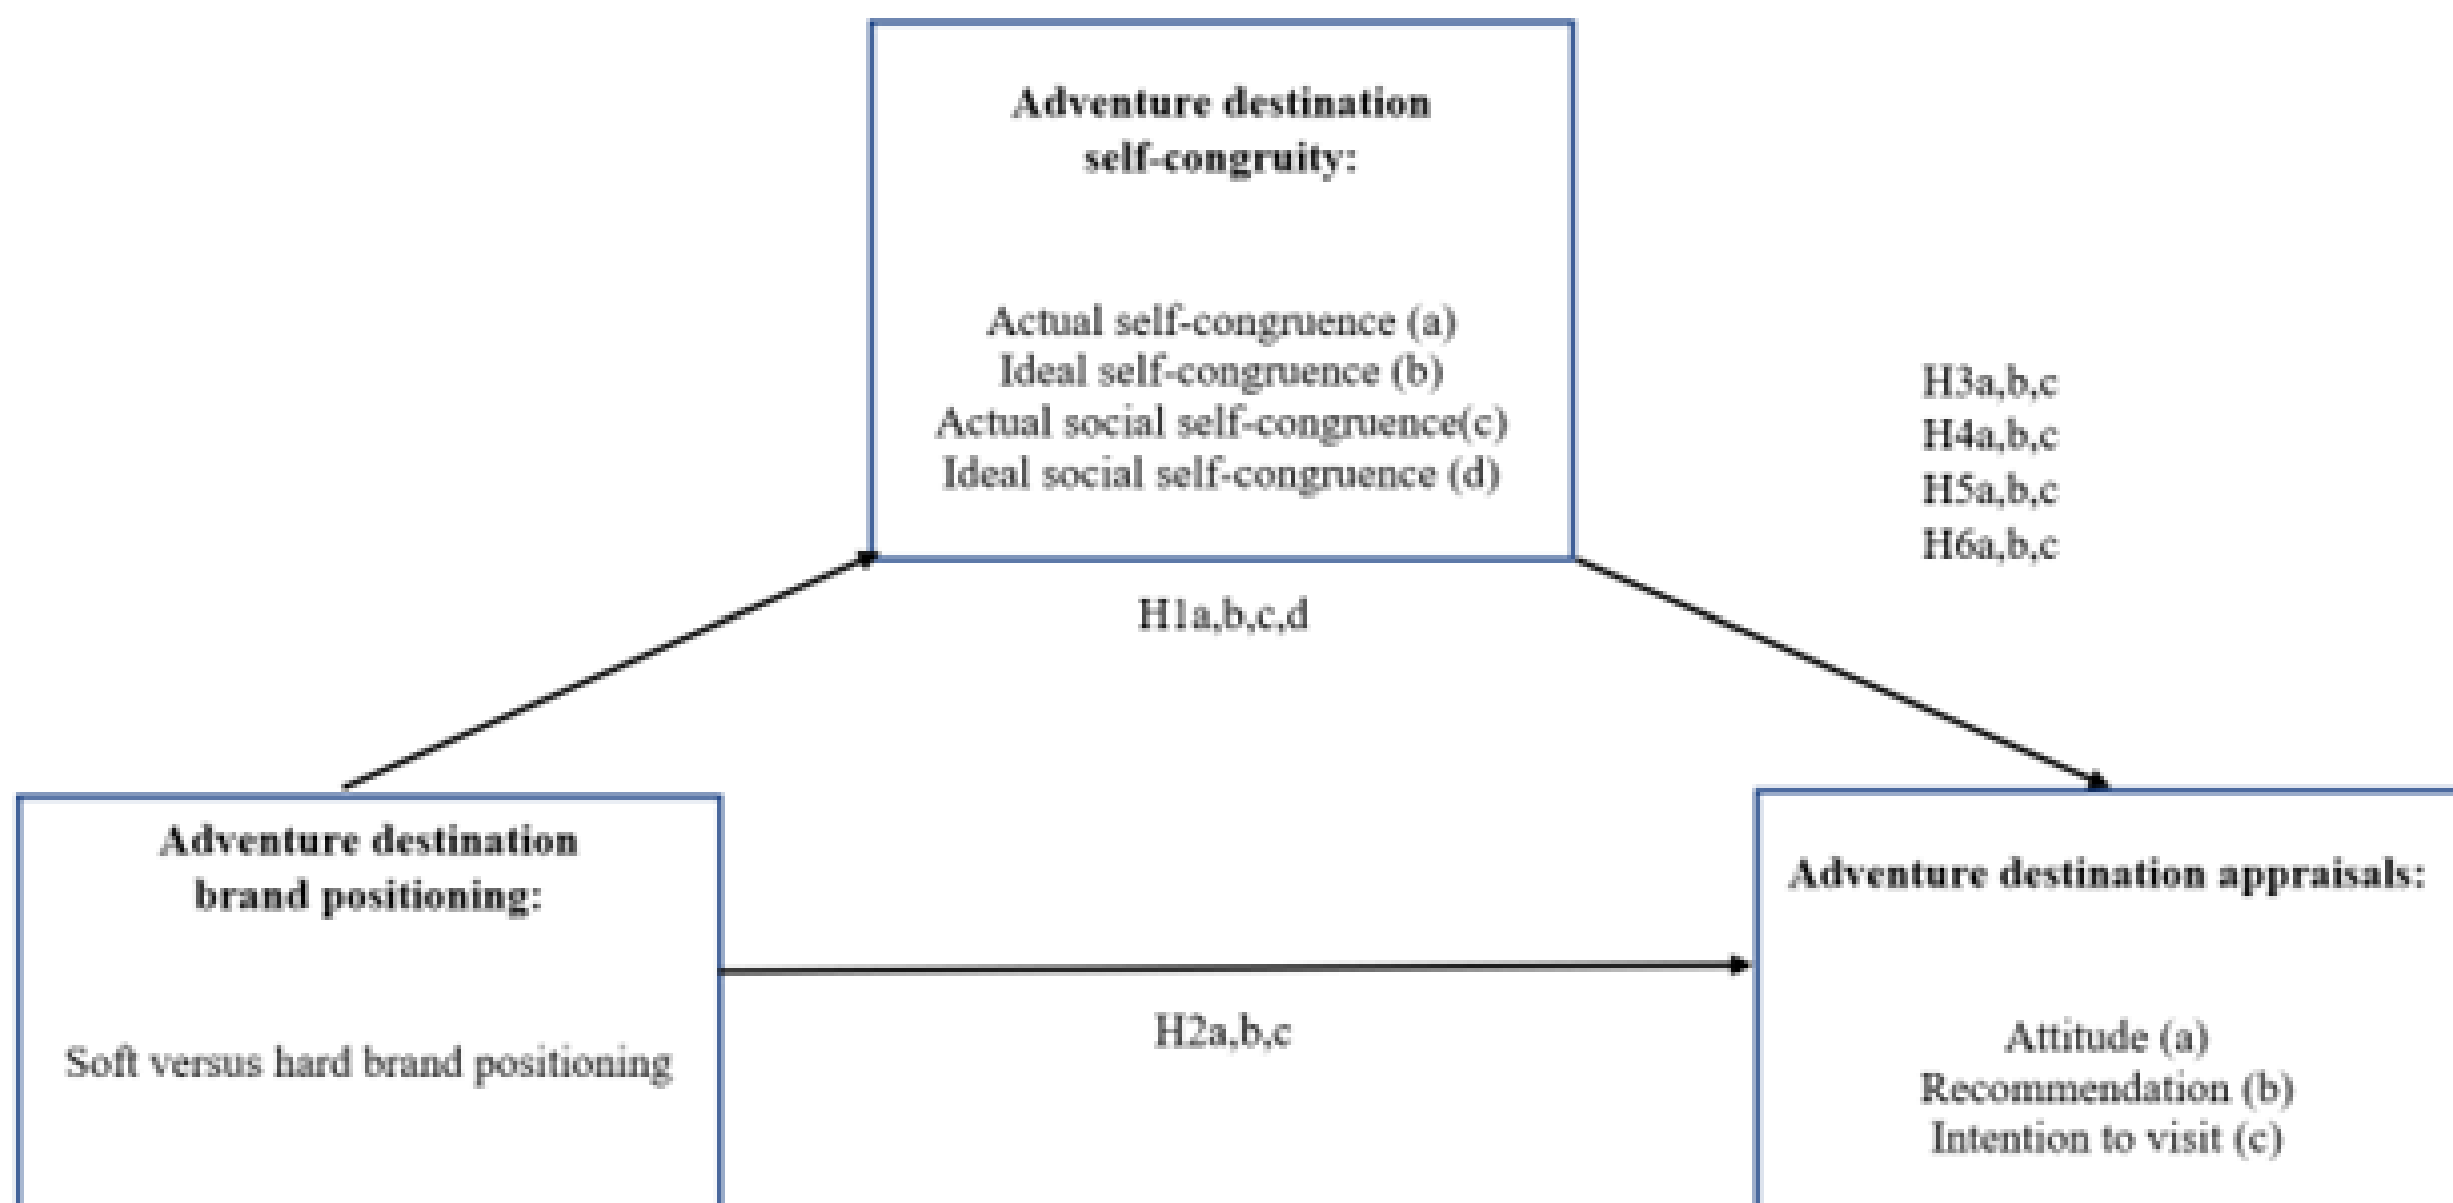 Adventure destination
self-congruity:
Actual self-congruence (a)
Ideal self-congruence (b)
Actual social self-congruence(c)
Ideal social self-congruence (d)
H3a,b,c
H4a,b,c
H5a,b,c
H6a,b,c
H1a,b,c,d
Adventure destination
brand positioning:
Soft versus hard brand positioning
H2a,b,c
Adventure destination appraisals:
Attitude (a)
Recommendation (b)
Intention to visit (c)